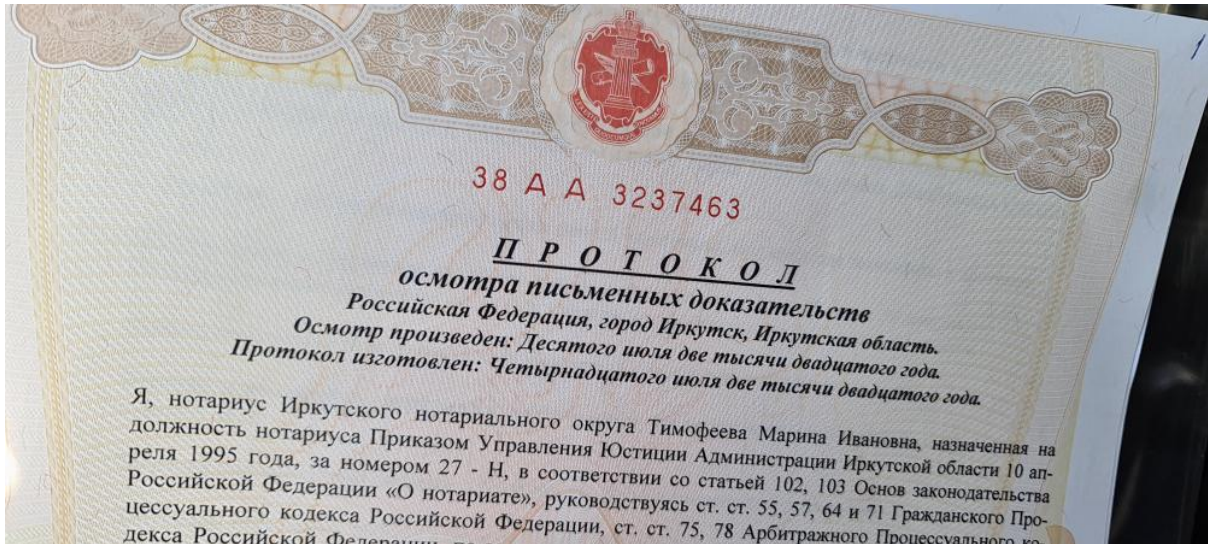 1
38 А А 3237463
П Р О Т О К О Л
осмотра письменных доказательств
Российская Федерация, город Иркутск, Иркутская область.
Осмотр произведен: Десятого июля две тысячи двадцатого года.
Протокол изготовлен: Четырнадцатого июля две тысячи двадцатого года.
Я, нотариус Иркутского нотариального округа Тимофеева Марина Ивановна, назначенная на
должность нотариуса Приказом Управления Юстиции Администрации Иркутской области 10 ап-
реля 1995 года, за номером 27 - Н, в соответствии со статьей 102, 103 Основ законодательства
Российской Федерации «О нотариате», руководствуясь ст. ст. 55, 57, 64 и 71 Гражданского Про-
цессуального кодекса Российской Федерации, ст. ст. 75, 78 Арбитражного Процессуального ко-
декса Российской Федерации,